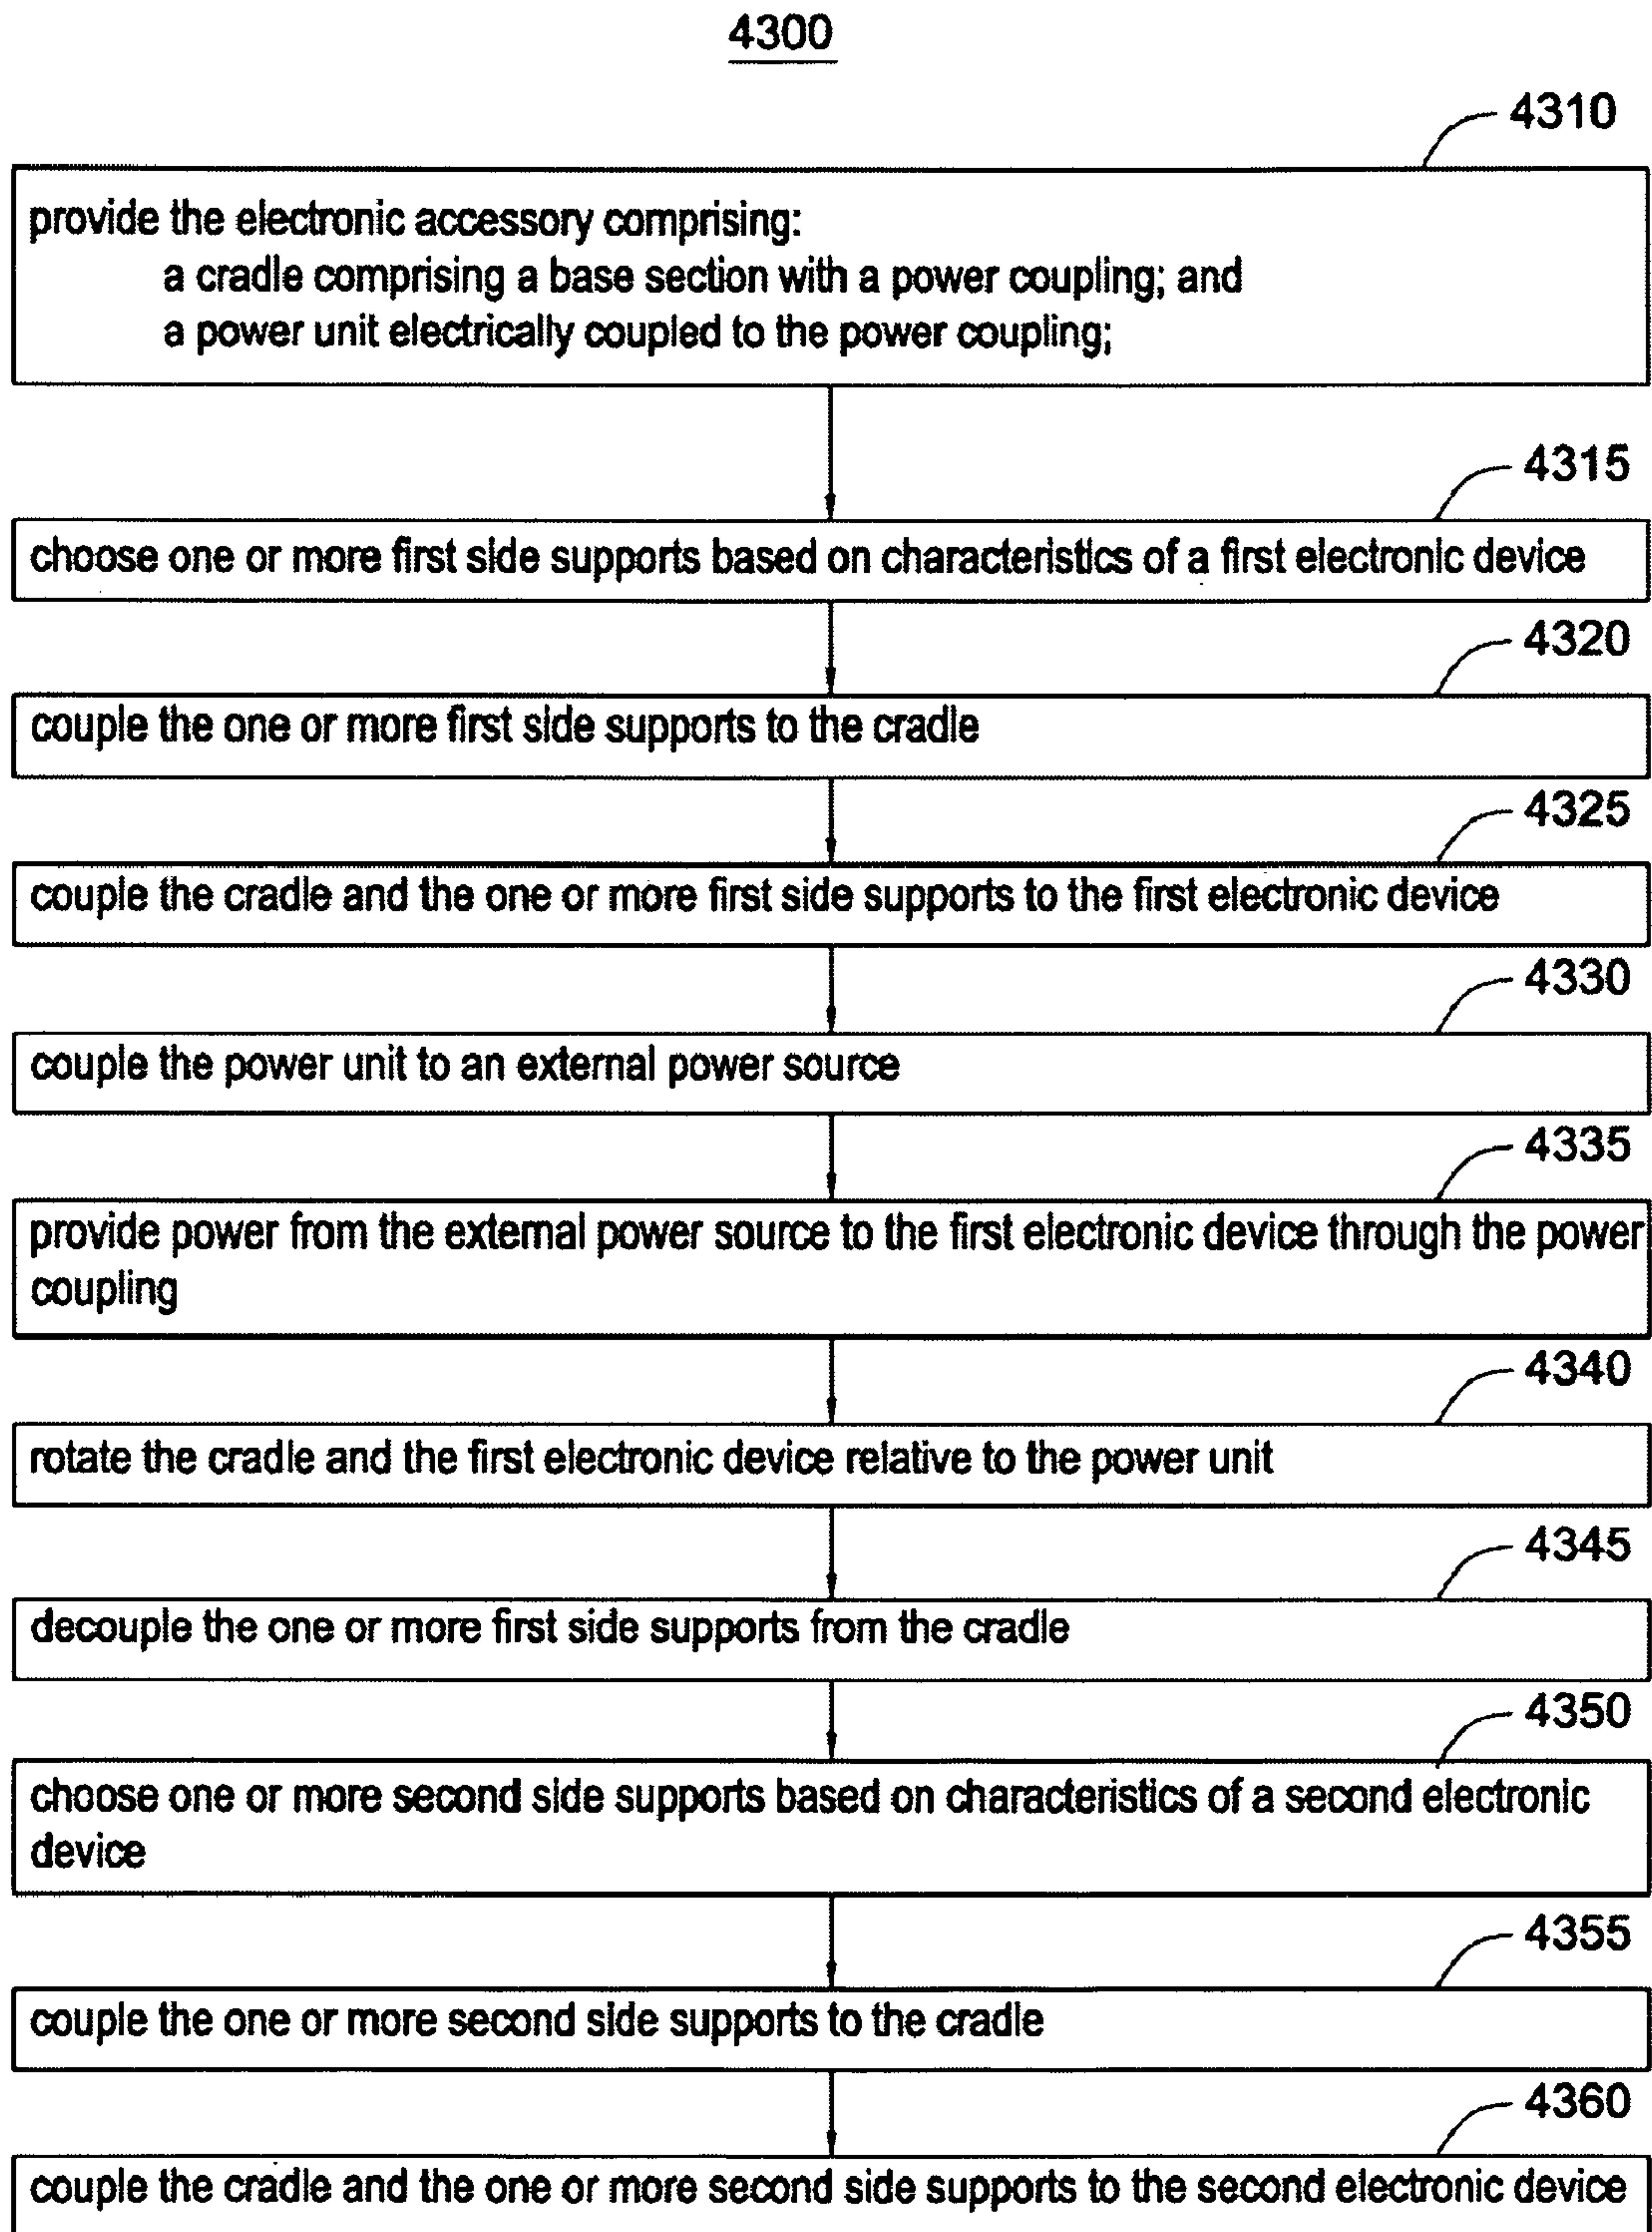 4300
4310
provide the electronic accessory comprising:
a cradle comprising a base section with a power coupling; and
a power unit electrically coupled to the power coupling;
4315
choose one or more first side supports based on characteristics of a first electronic device
4320
couple the one or more first side supports to the cradle
4325
couple the cradle and the one or more first side supports to the first electronic device
4330
couple the power unit to an external power source
4335
provide power from the external power source to the first electronic device through the power
coupling
4340
rotate the cradle and the first electronic device relative to the power unit
4345
decouple the one or more first side supports from the cradle
4350
choose one or more second side supports based on characteristics of a second electronic
device
4355
couple the one or more second side supports to the cradle
4360
couple the cradle and the one or more second side supports to the second electronic device